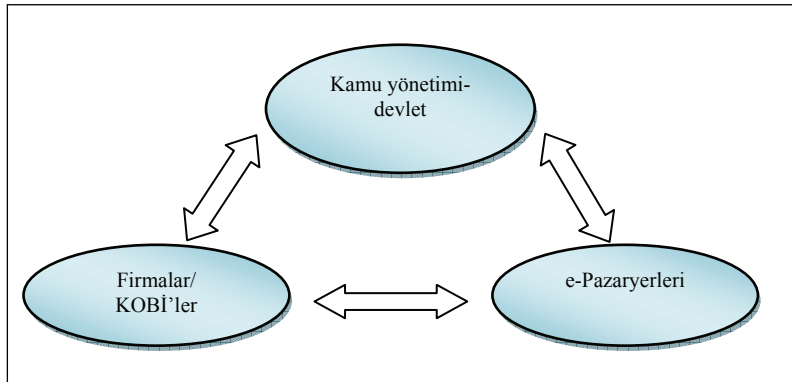 Kamu yönetimi-
devlet
Firmalar/
KOBİ’ler
e-Pazaryerleri